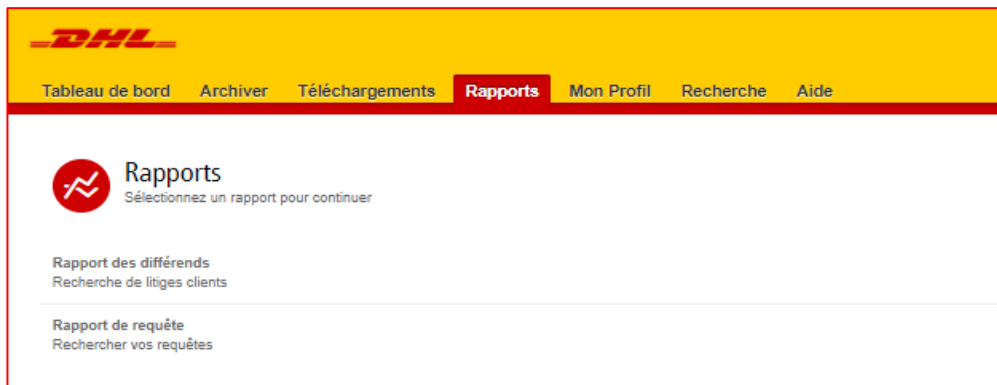 DHL
Tableau de bord Archiver Téléchargements Rapports Mon Profil Recherche Aide
Rapports
Sélectionnez un rapport pour continuer
Rapport des différends
Recherche de litiges clients
Rapport de requête
Rechercher vos requêtes